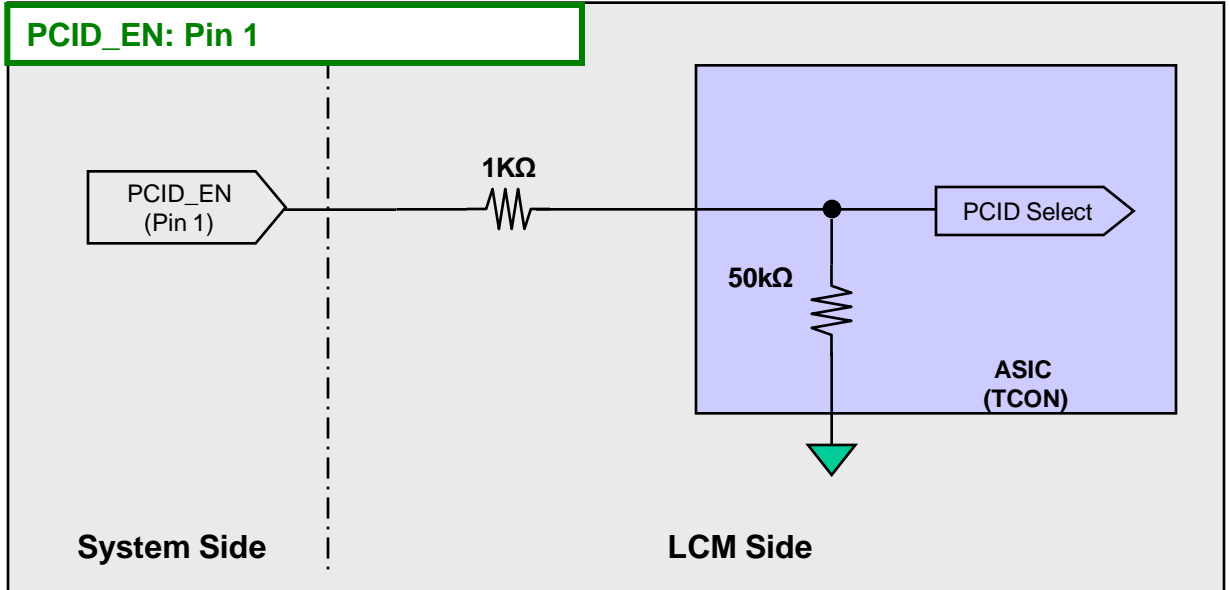 PCID_EN: Pin 1
1KΩ
PCID_EN
(Pin 1)
PCID Select
50kΩ
ASIC
(TCON)
System Side
LCM Side